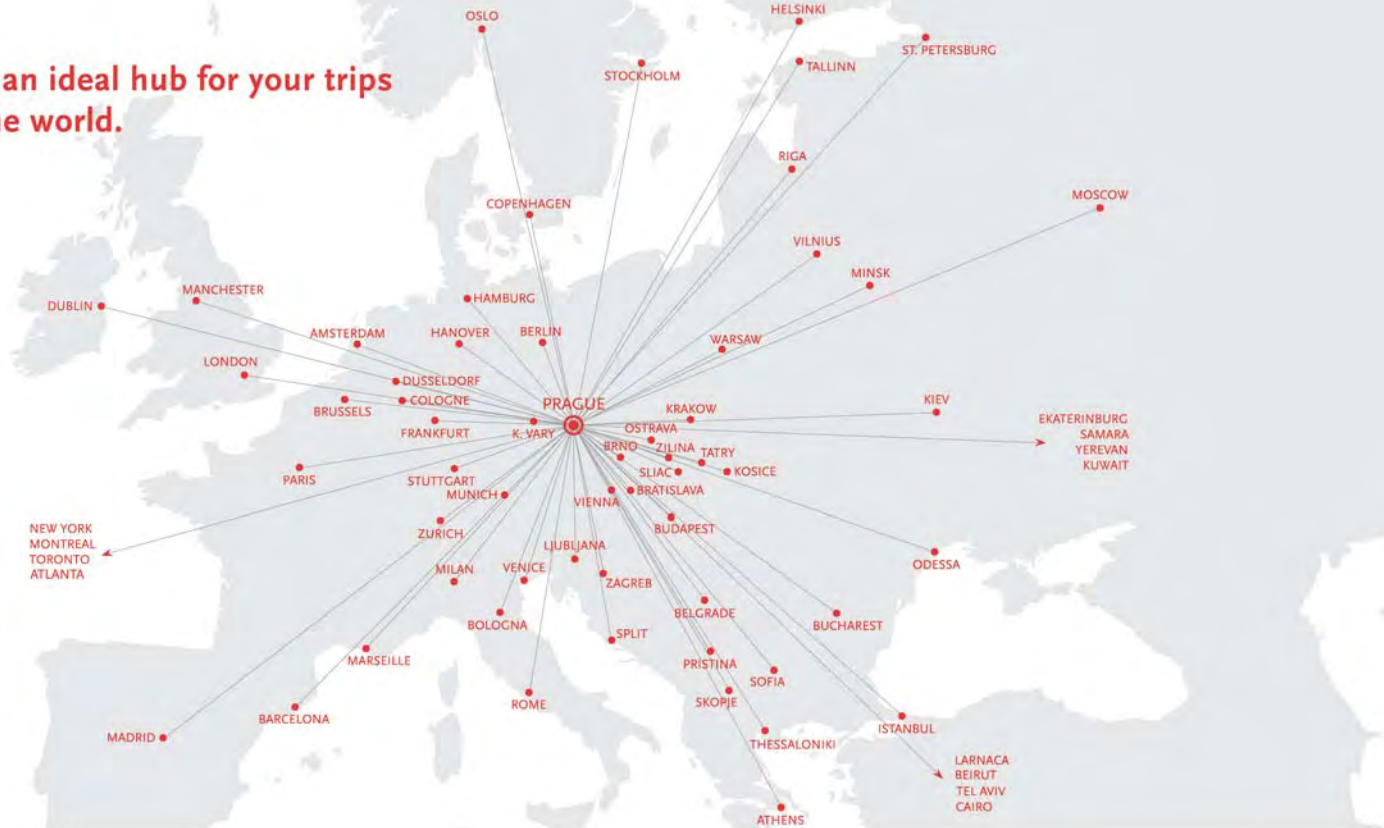 OSLO
HELSINKI
ST. PETERSBURG
TALLINN
STOCKHOLM
an ideal hub for your trips
e world.
RIGA
MOSCOW
COPENHAGEN
VILNIUS
MINSK
MANCHESTER
DUBLIN
HAMBURG
AMSTERDAM
HANOVER
BERLIN
WARSAW
LONDON
DUSSELDORF
COLOGNE
BRUSSELS
PRAGUE
KRAKOW
KIEV
FRANKFURT
K. VARY
OSTRAVA
EKATERINBURG
SAMARA
YEREVAN
KUWAIT
BRNO
ZILINA
TATRY
SLIAC
KOSICE
PARIS
STUTTGART
MUNICH
VIENNA
BRATISLAVA
BUDAPEST
NEW YORK
MONTREAL
TORONTO
ATLANTA
ZURICH
LJUBLJANA
ODESSA
MILAN
VENICE
ZAGREB
BELGRADE
BUCHAREST
BOLOGNA
SPLIT
MARSEILLE
PRISTINA
SOFIA
SKOPJE
ROME
BARCELONA
MADRID
ISTANBUL
THESSALONIKI
LARNACA
BEIRUT
TEL AVIV
CAIRO
ATHENS